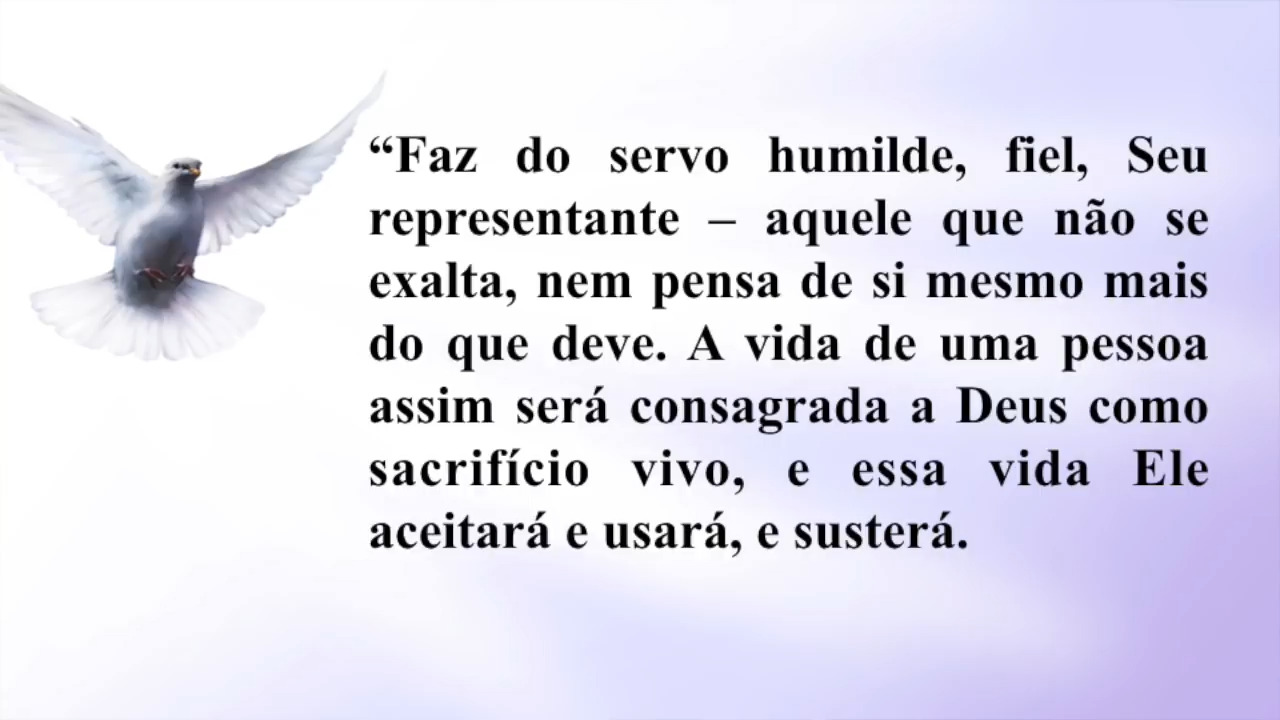 “Faz do servo humilde, fiel, Seu
representante – aquele que não se
exalta, nem pensa de si mesmo mais
do que deve. A vida de uma pessoa
assim será consagrada a Deus como
sacrifício vivo, e essa vida Ele
aceitará e usará, e susterá.